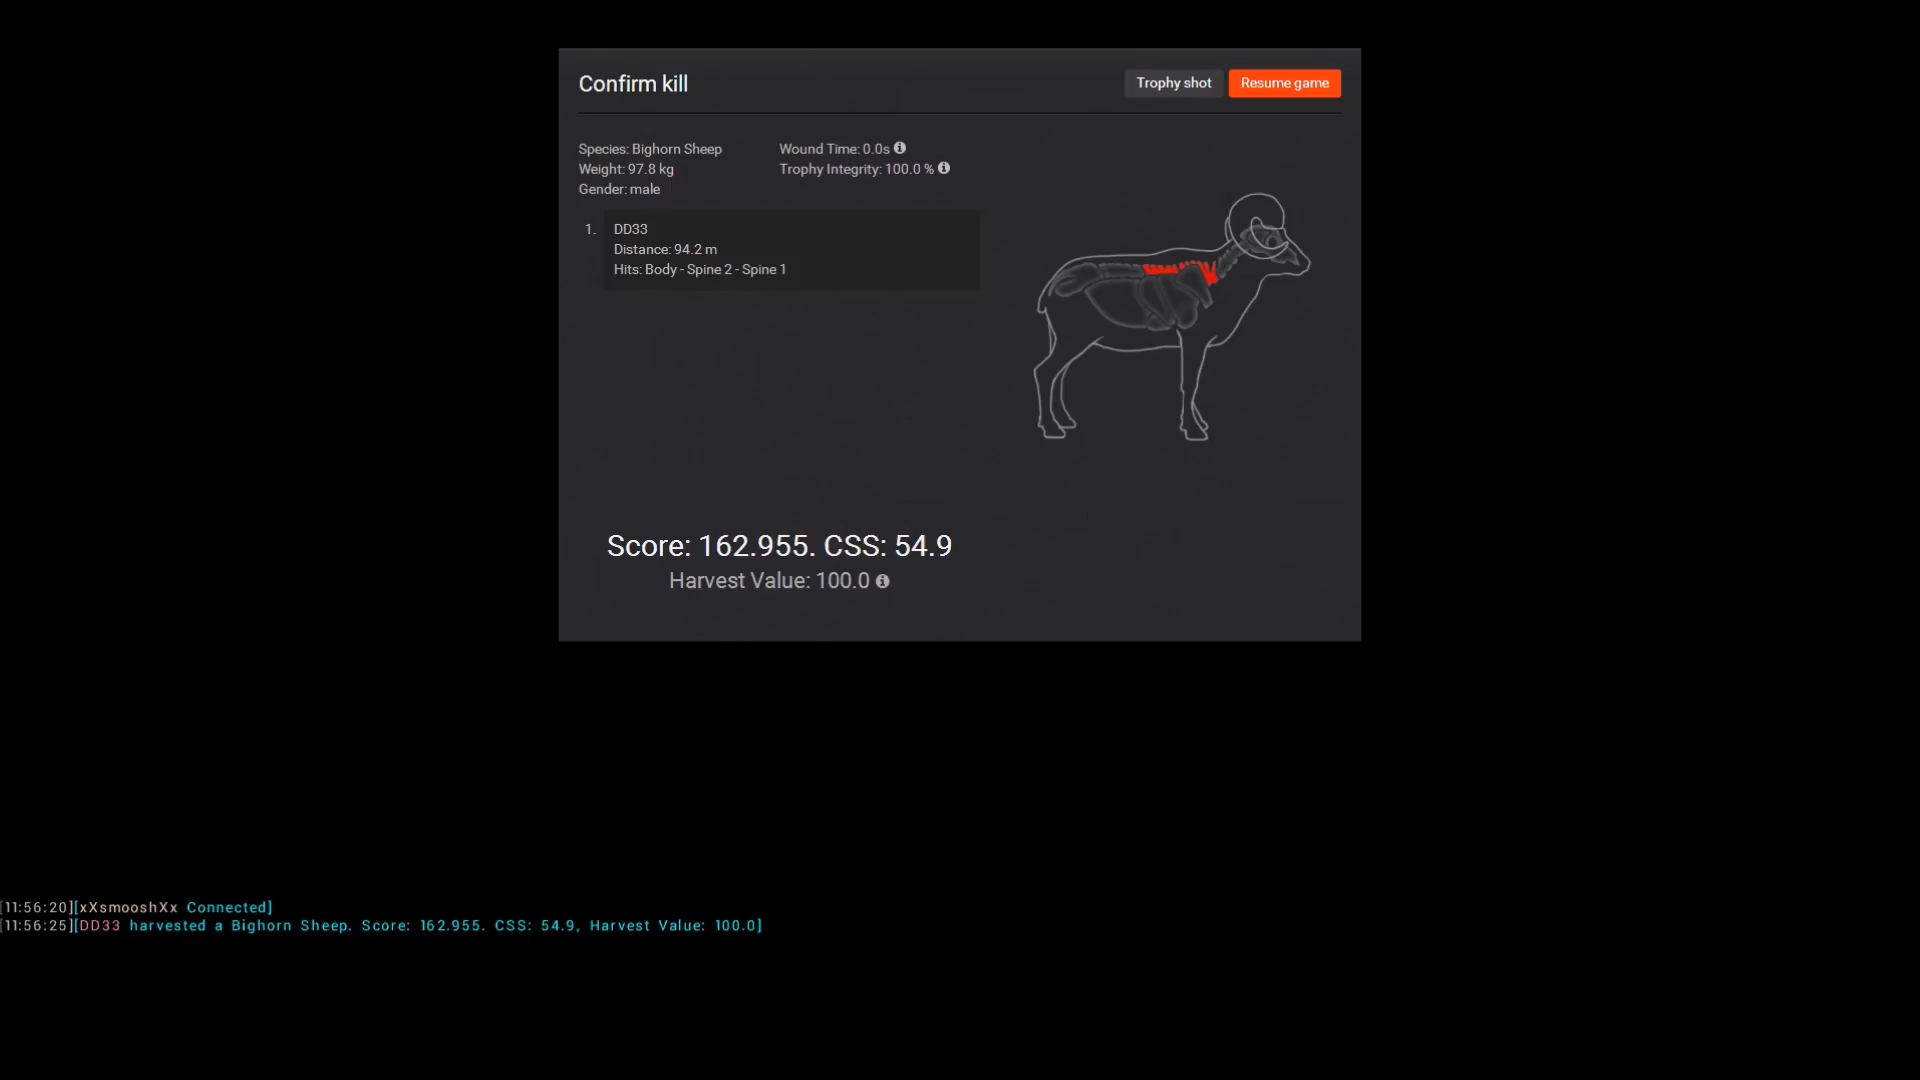 Confirm kill
Trophy shot
Resume game
Species: Bighorn Sheep
Weight: 97.8 kg
Gender: male
Wound Time: 0.0s
Trophy Integrity: 100.0 %
1.
DD33
Distance: 94.2 m
Hits: Body - Spine 2 - Spine 1
Score: 162.955. CSS: 54.9
Harvest Value: 100.0
[11:56:20][xXsmooshXx Connected]
[11:56:25][DD33 harvested a Bighorn Sheep. Score: 162.955. CSS: 54.9, Harvest Value: 100.0]